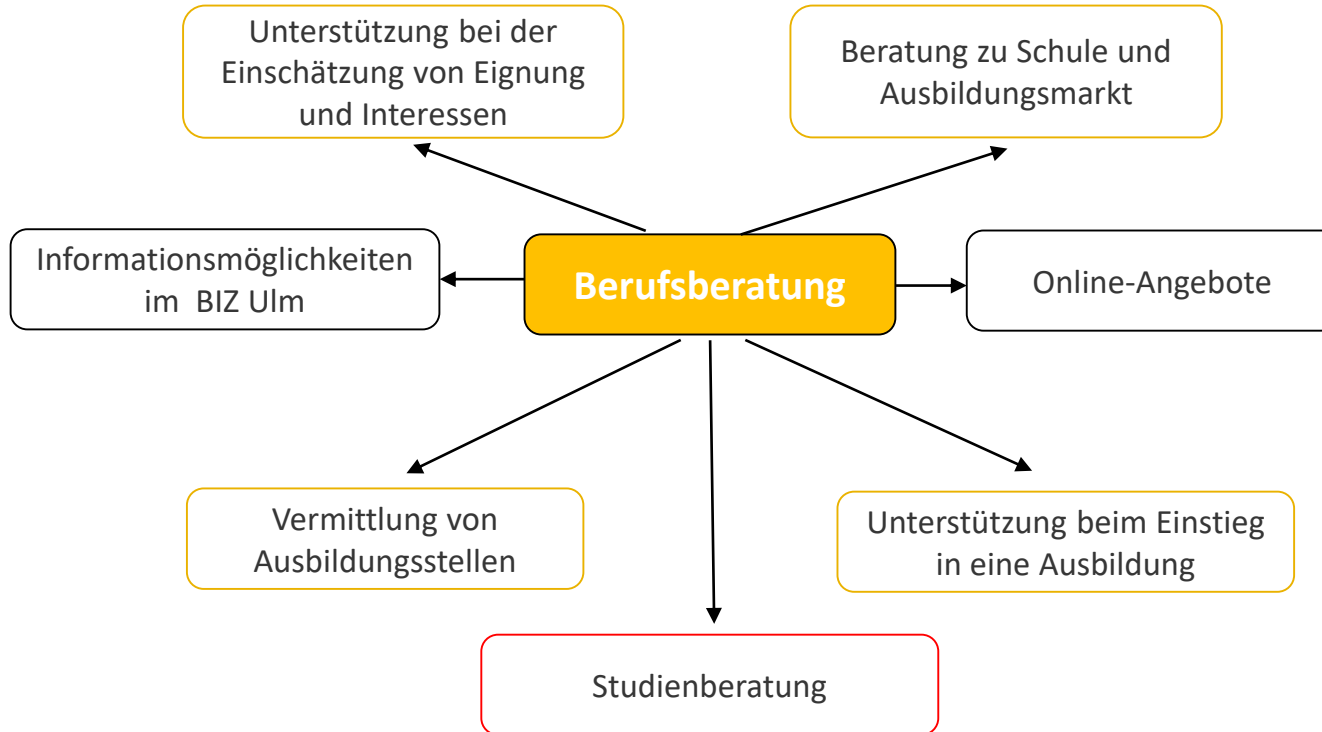 Unterstützung bei der
Einschätzung von Eignung
und Interessen
Beratung zu Schule und
Ausbildungsmarkt
Informationsmöglichkeiten
im BIZ Ulm
Berufsberatung
Online-Angebote
Vermittlung von
Ausbildungsstellen
Unterstützung beim Einstieg
in eine Ausbildung
Studienberatung